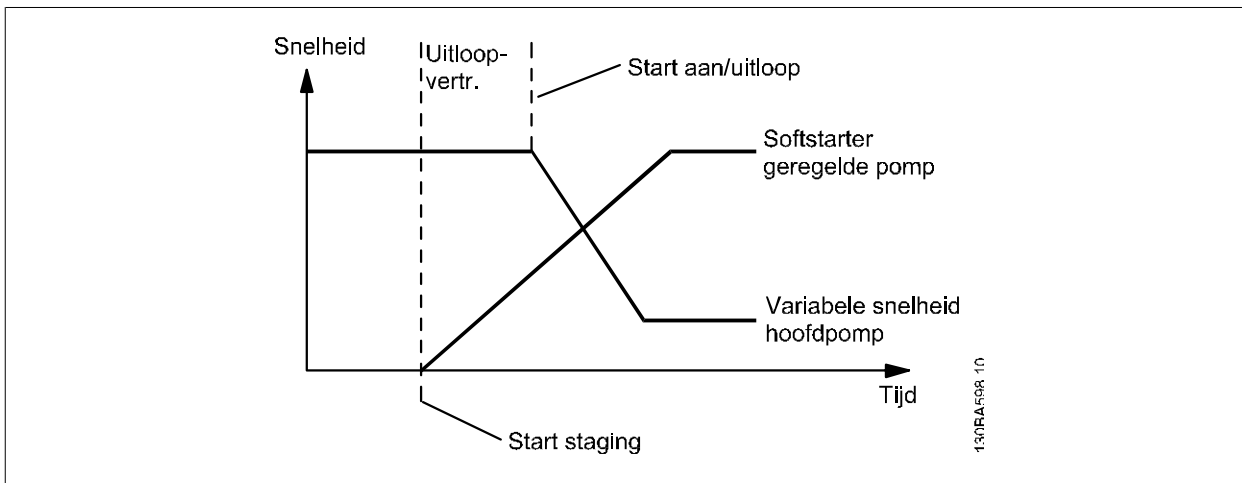 Snelheid
Uitloop-
vertr.
Start aan/uitloop
Softstarter
geregelde pomp
Variabele snelheid
hoofdpomp
Tijd
Start staging
130BA598.10